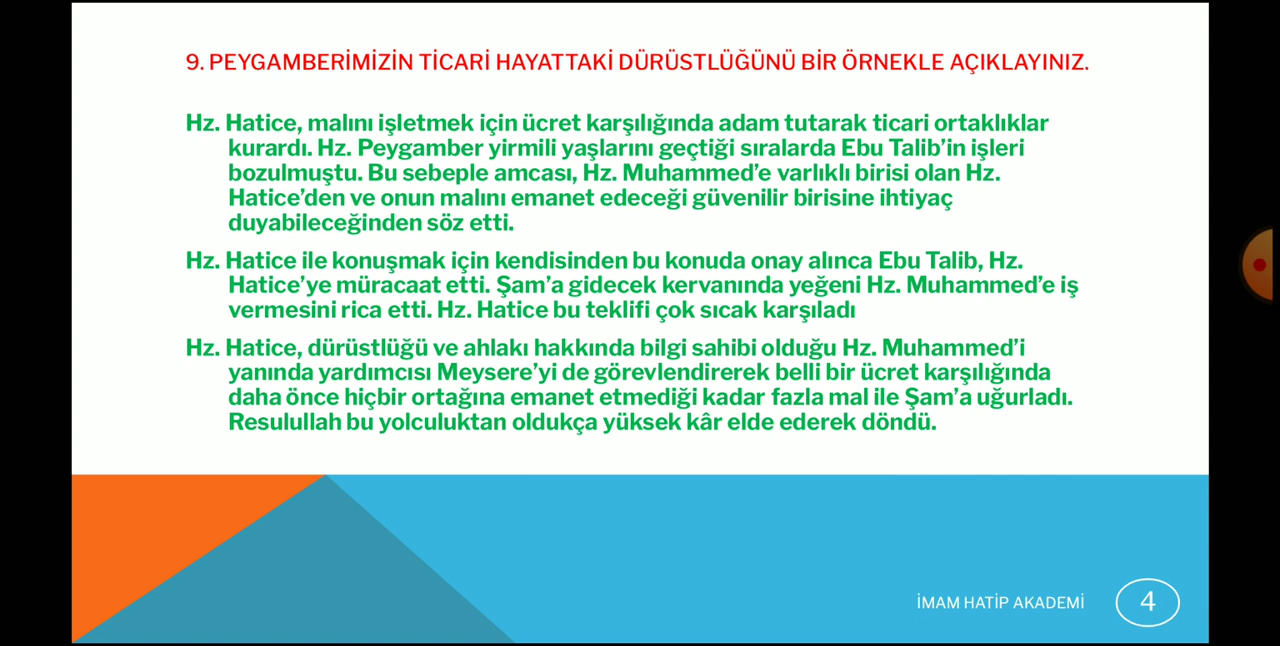 9. PEYGAMBERİMİZİN TİCARİ HAYATTAKİ DÜRÜSTLÜĞÜNÜ BİR ÖRNEKLE AÇIKLAYINIZ.
Hz. Hatice, malını işletmek için ücret karşılığında adam tutarak ticari ortaklıklar
kurardı. Hz. Peygamber yirmili yaşlarını geçtiği sıralarda Ebu Talib’in işleri
bozulmuştu. Bu sebeple amcası, Hz. Muhammed’e varlıklı birisi olan Hz.
Hatice’den ve onun malını emanet edeceği güvenilir birisine ihtiyaç
duyabileceğinden söz etti.
Hz. Hatice ile konuşmak için kendisinden bu konuda onay alınca Ebu Talib, Hz.
Hatice’ye müracaat etti. Şam’a gidecek kervanında yeğeni Hz. Muhammed’e iş
vermesini rica etti. Hz. Hatice bu teklifi çok sıcak karşıladı
Hz. Hatice, dürüstlüğü ve ahlakı hakkında bilgi sahibi olduğu Hz. Muhammed’i
yanında yardımcısı Meysere’yi de görevlendirerek belli bir ücret karşılığında
daha önce hiçbir ortağına emanet etmediği kadar fazla mal ile Şam’a uğurladı.
Resulullah bu yolculuktan oldukça yüksek kâr elde ederek döndü.
İMAM HATİP AKADEMİ
4